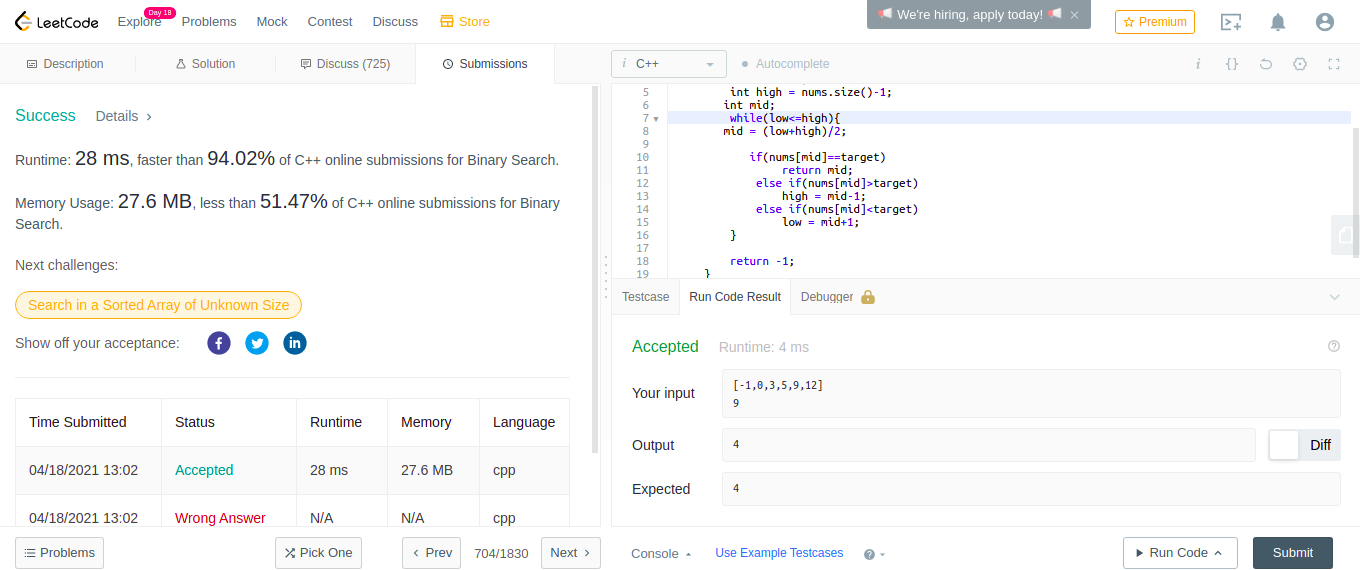 LeetCode
Explore
Day 18
Problems
Mock
Contest
Discuss
Store
We're hiring, apply today!
Premium
Description
Solution
Discuss (725)
Submissions
Success
Details
Runtime: 28 ms, faster than 94.02% of C++ online submissions for Binary Search.
Memory Usage: 27.6 MB, less than 51.47% of C++ online submissions for Binary
Search.
Next challenges:
Search in a Sorted Array of Unknown Size
Show off your acceptance:
Time Submitted Status Runtime Memory Language
04/18/2021 13:02 Accepted 28 ms 27.6 MB cpp
04/18/2021 13:02 Wrong Answer N/A N/A cpp
Problems
Pick One
Prev
704/1830
Next
i C++
Autocomplete
5 int high = nums.size()-1;
6 int mid;
7 while(low<=high){
8 mid = (low+high)/2;
9
10 if(nums[mid]==target)
11 return mid;
12 else if(nums[mid]>target)
13 high = mid-1;
14 else if(nums[mid]<target)
15 low = mid+1;
16 }
17
18 return -1;
19 }
Testcase
Run Code Result
Debugger
Accepted
Runtime: 4 ms
Your input
[-1,0,3,5,9,12]
9
Output
4
Diff
Expected
4
Console
Use Example Testcases
Run Code
Submit